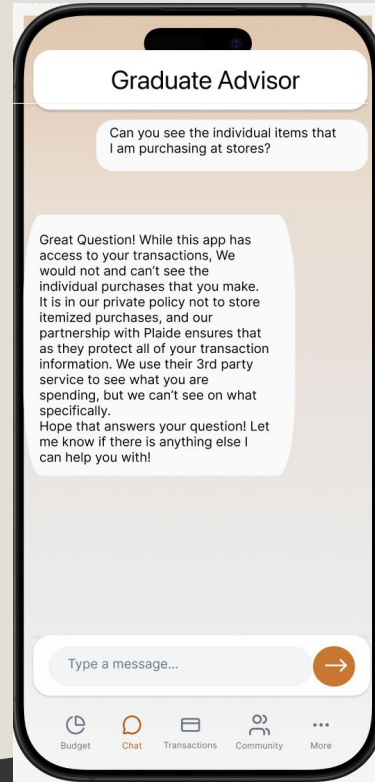 Graduate Advisor
Can you see the individual items that
I am purchasing at stores?
Great Question! While this app has
access to your transactions, We
would not and can't see the
individual purchases that you make.
It is in our private policy not to store
itemized purchases, and our
partnership with Plaide ensures that
as they protect all of your transaction
information. We use their 3rd party
service to see what you are
spending, but we can't see on what
specifically.
Hope that answers your question! Let
me know if there is anything else I
can help you with!
Type a message...
Budget Chat Transactions Community More